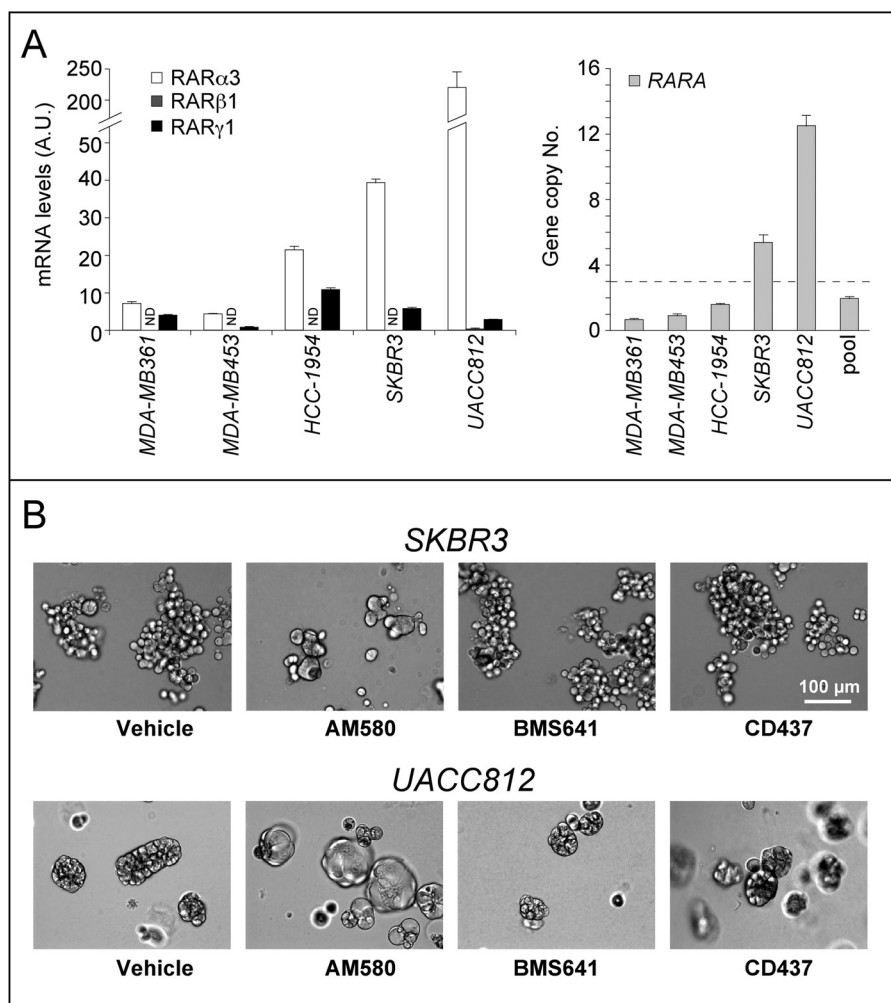 A
mRNA levels (A.U.)
250
200
50
40
30
20
10
0
RARα3
RARβ1
RARγ1
ND
ND
ND
ND
MDA-MB361
MDA-MB453
HCC-1954
SKBR3
UACC812
Gene copy No.
16
12
8
4
0
RARA
MDA-MB361
MDA-MB453
HCC-1954
SKBR3
UACC812
pool
B
SKBR3
100 µm
Vehicle AM580 BMS641 CD437
UACC812
Vehicle AM580 BMS641 CD437